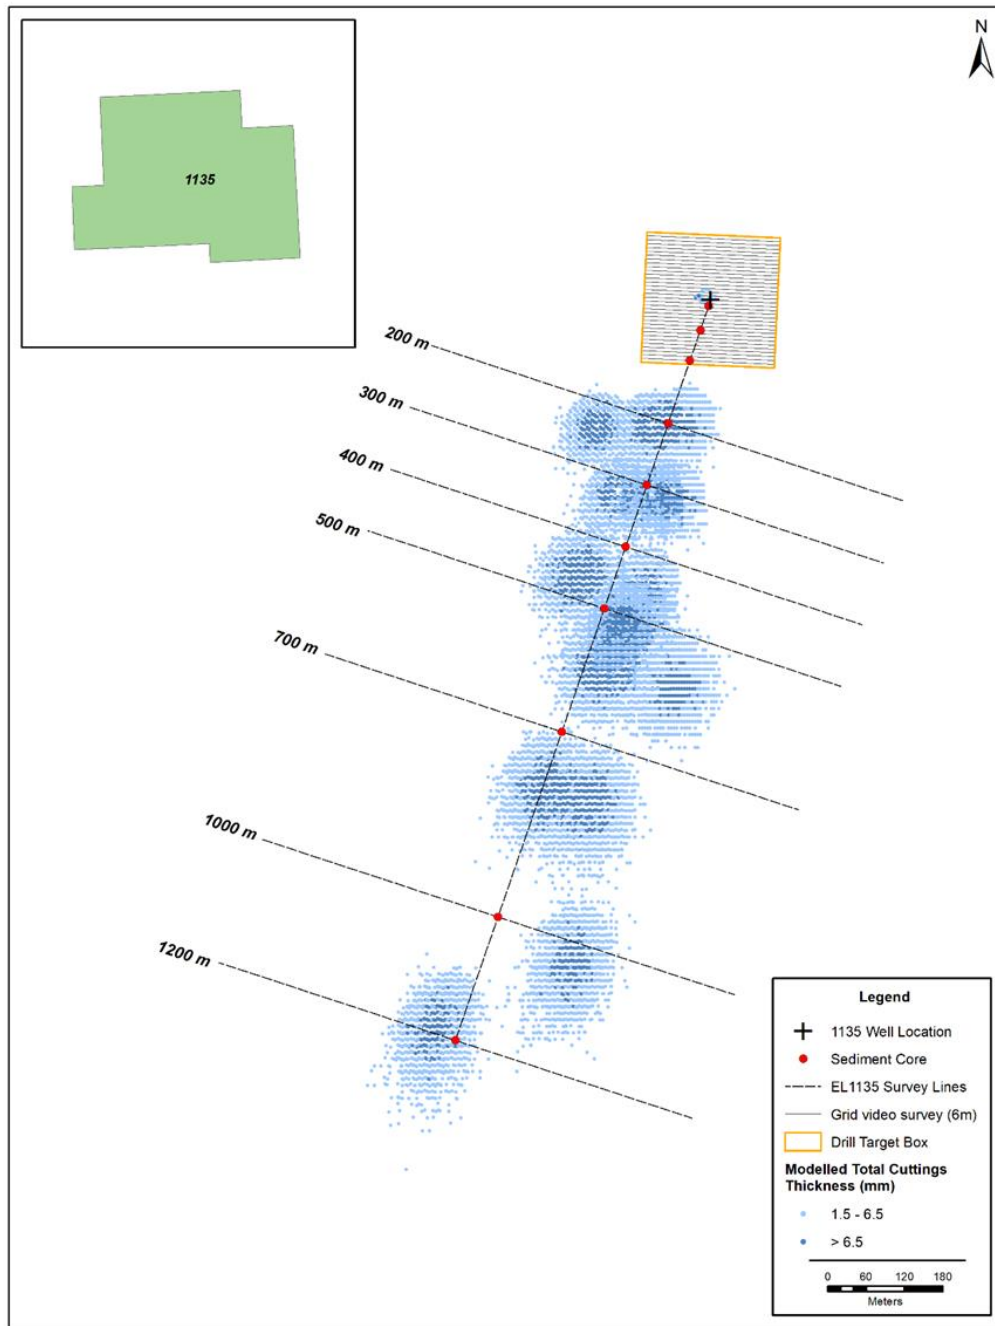 N
1135
200 m
300 m
400 m
500 m
700 m
1000 m
1200 m
Legend
1135 Well Location
Sediment Core
EL1135 Survey Lines
Grid video survey (6m)
Drill Target Box
Modelled Total Cuttings
Thickness (mm)
1.5 - 6.5
> 6.5
0 60 120 180
Meters